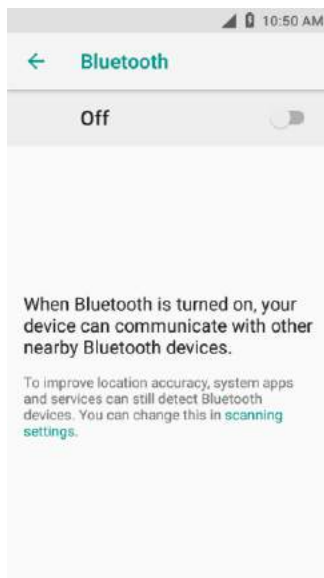 10:50 AM
Bluetooth
Off
When Bluetooth is turned on, your
device can communicate with other
nearby Bluetooth devices.
To improve location accuracy, system apps
and services can still detect Bluetooth
devices. You can change this in scanning
settings.